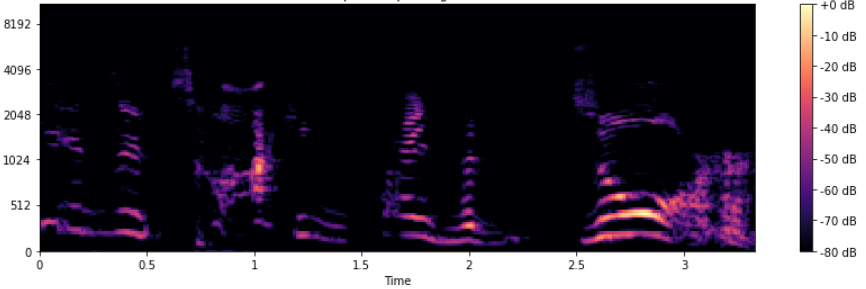 8192
4096
2048
1024
512
0
0
0.5
1
1.5
2
2.5
3
Time
+0 dB
-10 dB
-20 dB
-30 dB
-40 dB
-50 dB
-60 dB
-70 dB
-80 dB